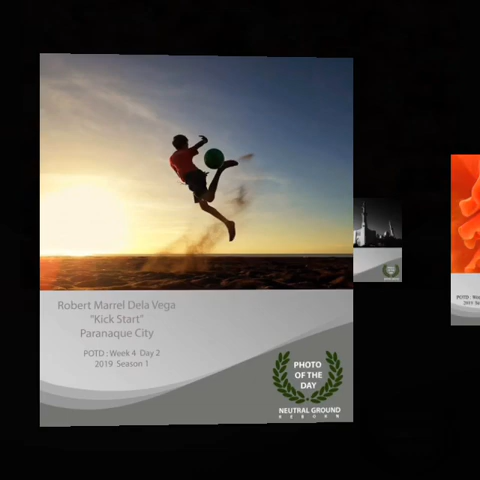 Robert Marrel Dela Vega
"Kick Start"
Paranaque City
POTD : Week 4 Day 2
2019 Season 1
PHOTO
OF THE
DAY
NEUTRAL GROUND
REBORN